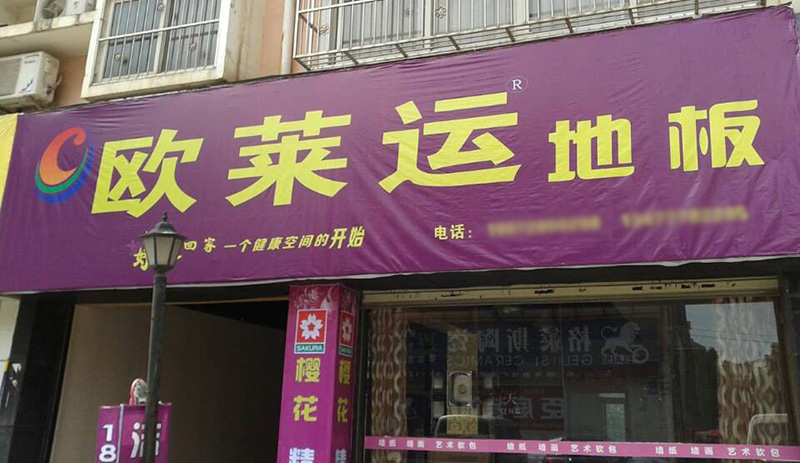 欧莱运®地板
回家 一个健康空间的开始
电话：
SAKURA
樱花
樱花
18
GELAISI CERAMICS
格莱斯陶瓷
墙纸 墙画 艺术软包 墙纸 墙画 艺术软包